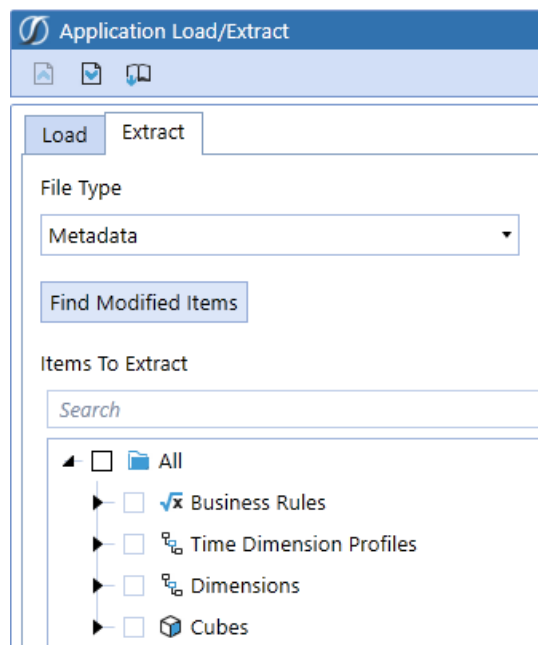 Application Load/Extract
Load Extract
File Type
Metadata
Find Modified Items
Items To Extract
Search
All
Business Rules
Time Dimension Profiles
Dimensions
Cubes